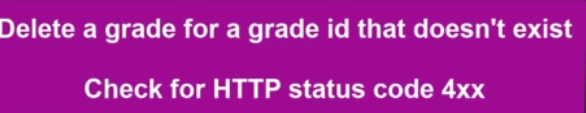 Delete a grade for a grade id that doesn't exist
Check for HTTP status code 4xx